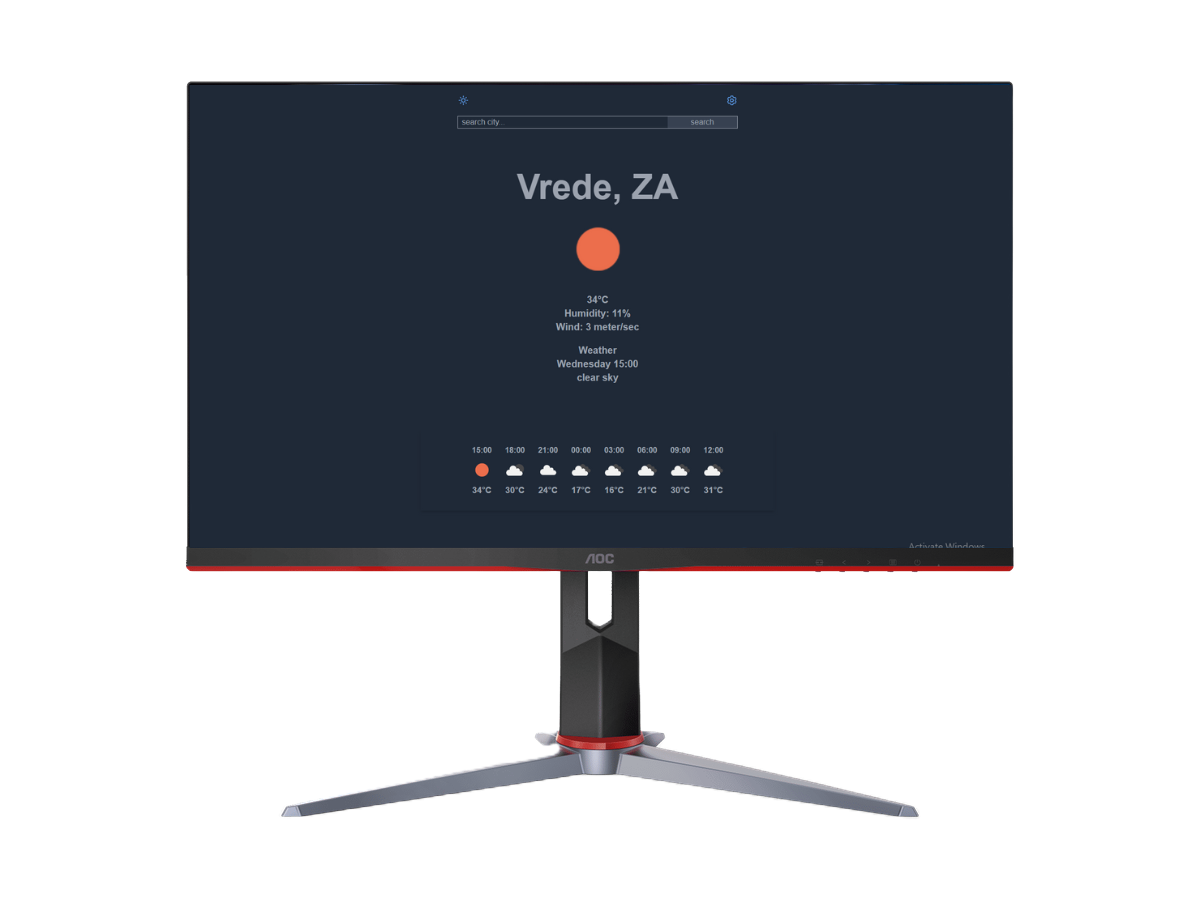 search city...
search
Vrede, ZA
34°C
Humidity: 11%
Wind: 3 meter/sec
Weather
Wednesday 15:00
clear sky
15:00 18:00 21:00 00:00 03:00 06:00 09:00 12:00
34°C 30°C 24°C 17°C 16°C 21°C 30°C 31°C
Activate Windows
AOC